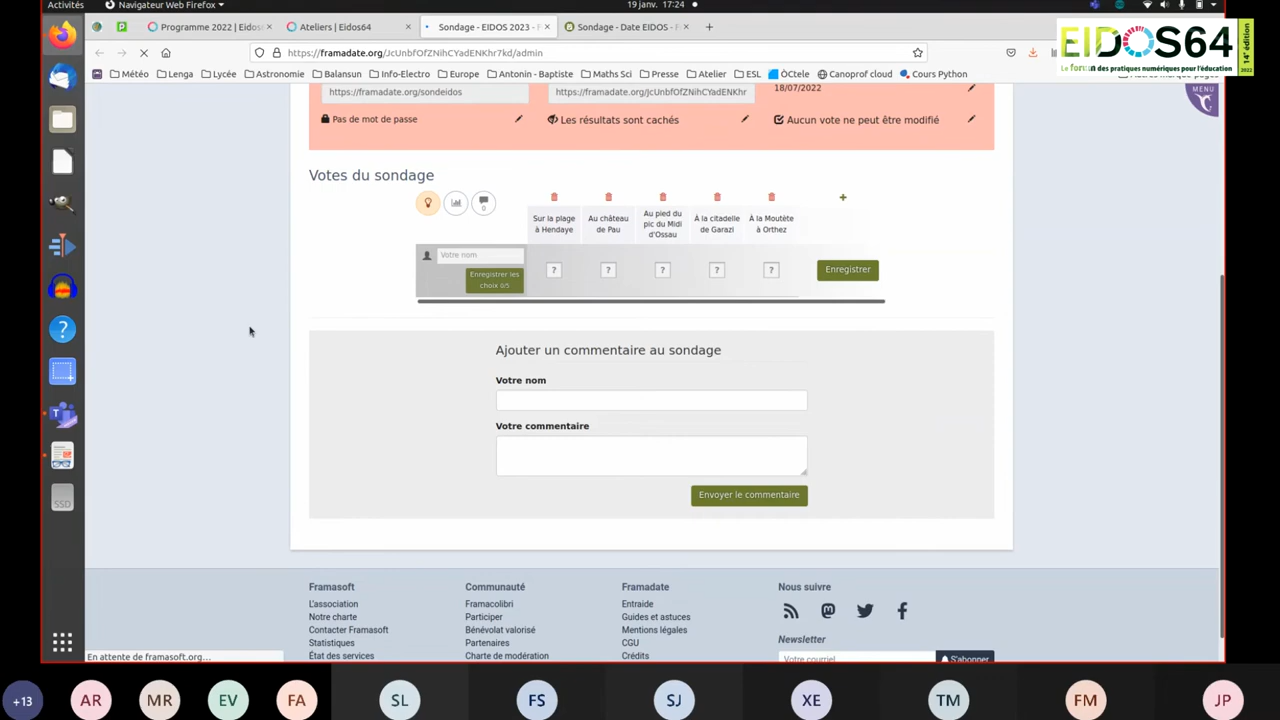 Activités
Navigateur Web Firefox
19 janv. 17:24
Programme 2022 | Eidos
Ateliers | Eidos64
Sondage - EIDOS 2023 - F
Sondage - Date EIDOS - F
https://framadate.org/JcUnbfOfZNihCYadENKhr7kd/admin
EIDOS64
14e édition
2022
Le forum des pratiques numériques pour l'éducation
Météo
Lenga
Lycée
Astronomie
Balansun
Info-Electro
Europe
Antonin - Baptiste
Maths Sci
Presse
Atelier
ESL
ÒCtele
Canoprof cloud
Cours Python
Autres marque-pages
MENU
https://framadate.org/sondeidos
https://framadate.org/JcUnbfOfZNihCYadENKhr
18/07/2022
Pas de mot de passe
Les résultats sont cachés
Aucun vote ne peut être modifié
Votes du sondage
0
Sur la plage
à Hendaye
Au château
de Pau
Au pied du
pic du Midi
d'Ossau
À la citadelle
de Garazi
À la Moutète
à Orthez
Votre nom
Enregistrer les
choix 0/5
?
?
?
?
?
Enregistrer
Ajouter un commentaire au sondage
Votre nom
Votre commentaire
Envoyer le commentaire
SSD
Framasoft
L'association
Notre charte
Contacter Framasoft
Statistiques
État des services
Communauté
Framacolibri
Participer
Bénévolat valorisé
Partenaires
Charte de modération
Framadate
Entraide
Guides et astuces
Mentions légales
CGU
Crédits
Nous suivre
Newsletter
Votre courriel
S'abonner
En attente de framasoft.org...
+13
AR
MR
EV
FA
SL
FS
SJ
XE
TM
FM
JP